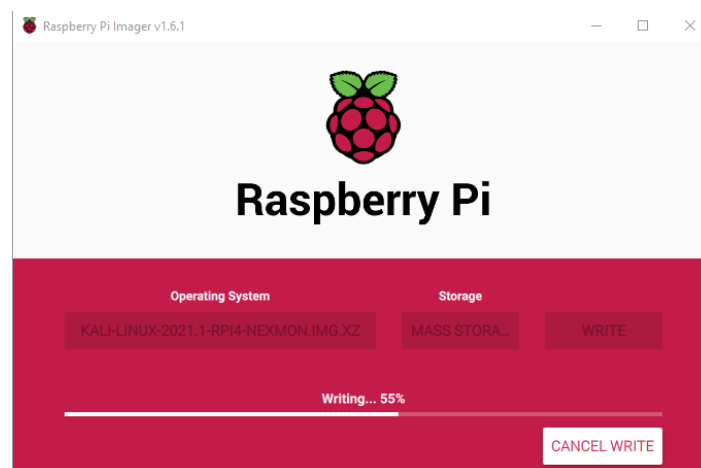 Raspberry Pi Imager v1.6.1
Raspberry Pi
Operating System
Storage
KALI-LINUX-2021.1-RPI4-NEXMON.IMG.XZ
MASS STORA...
WRITE
Writing... 55%
CANCEL WRITE